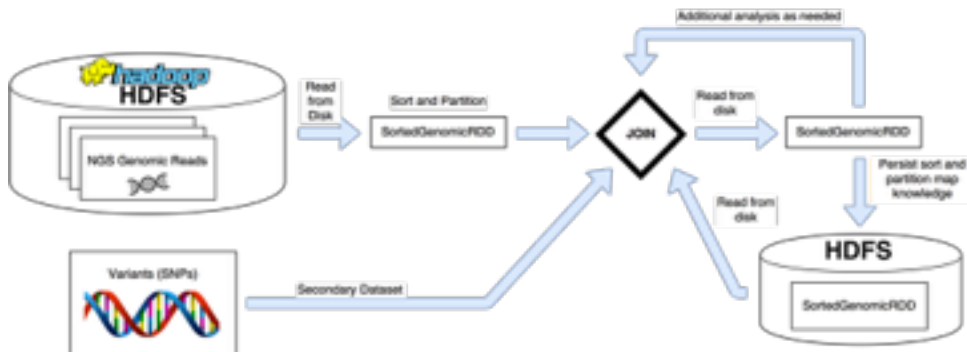 Additional analysis as needed
hadoop
HDFS
NGS Genomic Reads
Read
from
Disk
Sort and Partition
SortedGenomicRDD
JOIN
Read from
disk
SortedGenomicRDD
Persist sort and
partition map
knowledge
Read from
disk
HDFS
SortedGenomicRDD
Variants (SNPs)
Secondary Dataset